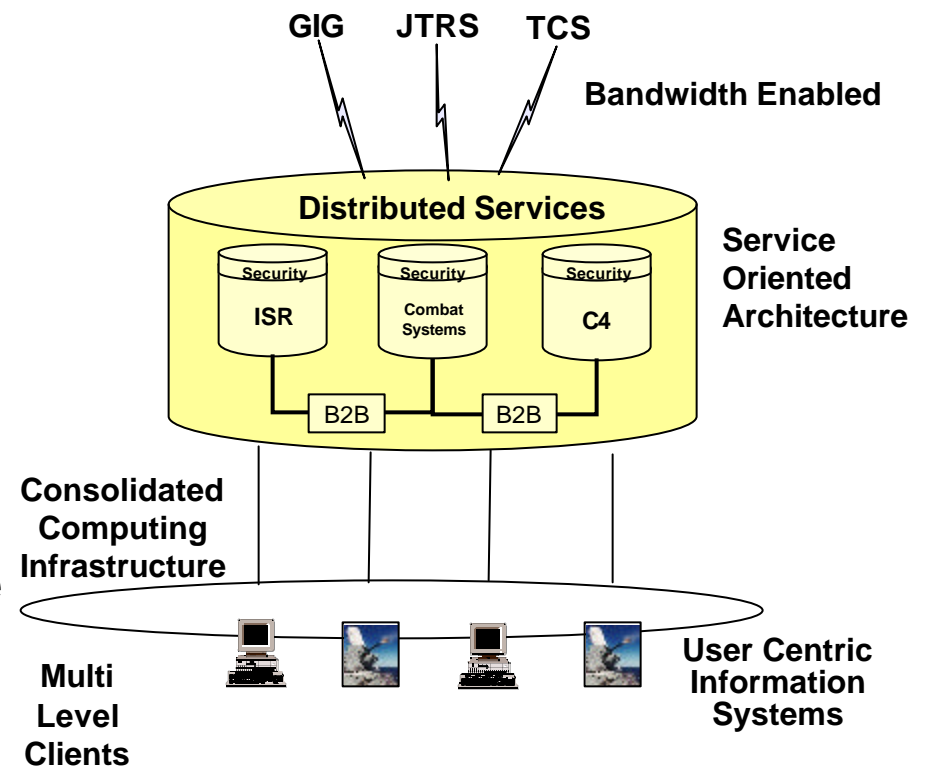 GIG JTRS TCS
Bandwidth Enabled
Distributed Services
Security Security Security
ISR Combat Systems C4
B2B B2B
Service
Oriented
Architecture
Consolidated
Computing
Infrastructure
Multi
Level
Clients
User Centric
Information
Systems